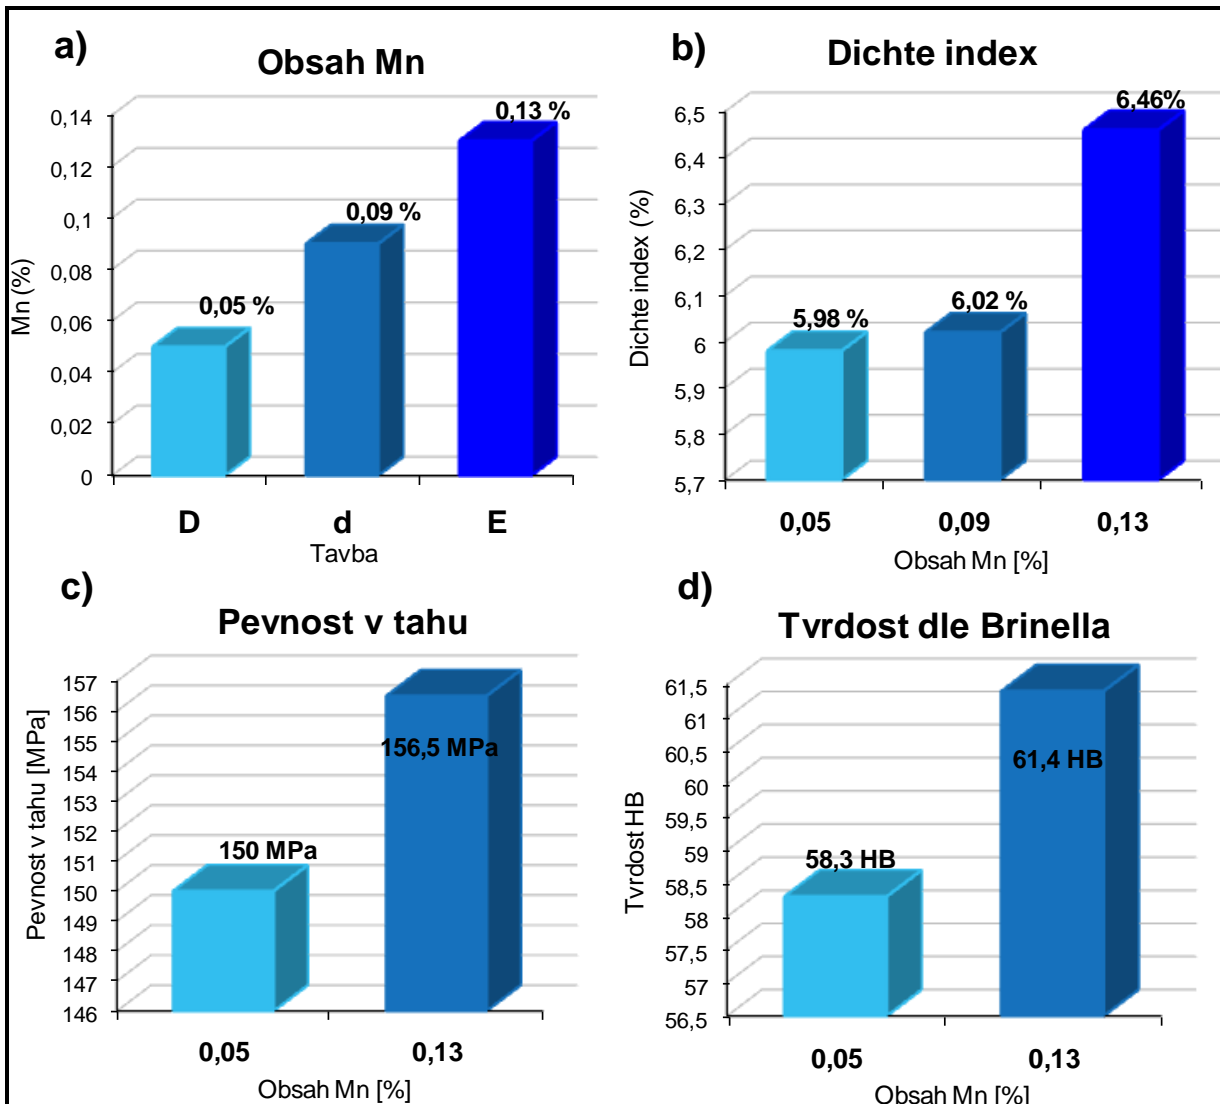 a)
Obsah Mn
Mn (%)
0,14
0,12
0,1
0,08
0,06
0,04
0,02
0
0,05 %
0,09 %
0,13 %
D d E
Tavba
b)
Dichte index
Dichte index (%)
6,5
6,4
6,3
6,2
6,1
6
5,9
5,8
5,7
5,98 %
6,02 %
6,46%
0,05 0,09 0,13
Obsah Mn [%]
c)
Pevnost v tahu
Pevnost v tahu [MPa]
157
156
155
154
153
152
151
150
149
148
147
146
150 MPa
156,5 MPa
0,05 0,13
Obsah Mn [%]
d)
Tvrdost dle Brinella
Tvrdost HB
61,5
61
60,5
60
59,5
59
58,5
58
57,5
57
56,5
58,3 HB
61,4 HB
0,05 0,13
Obsah Mn [%]